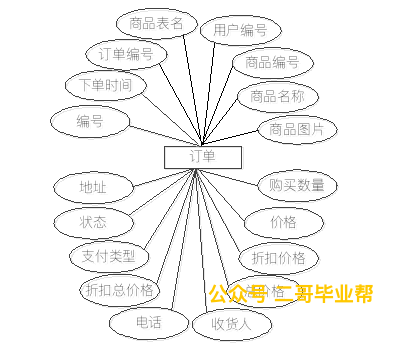 商品表名
用户编号
订单编号
商品编号
下单时间
商品名称
编号
商品图片
订单
地址
购买数量
状态
价格
支付类型
折扣价格
折扣总价格
总价格
公众号 二哥毕业帮
电话
收货人